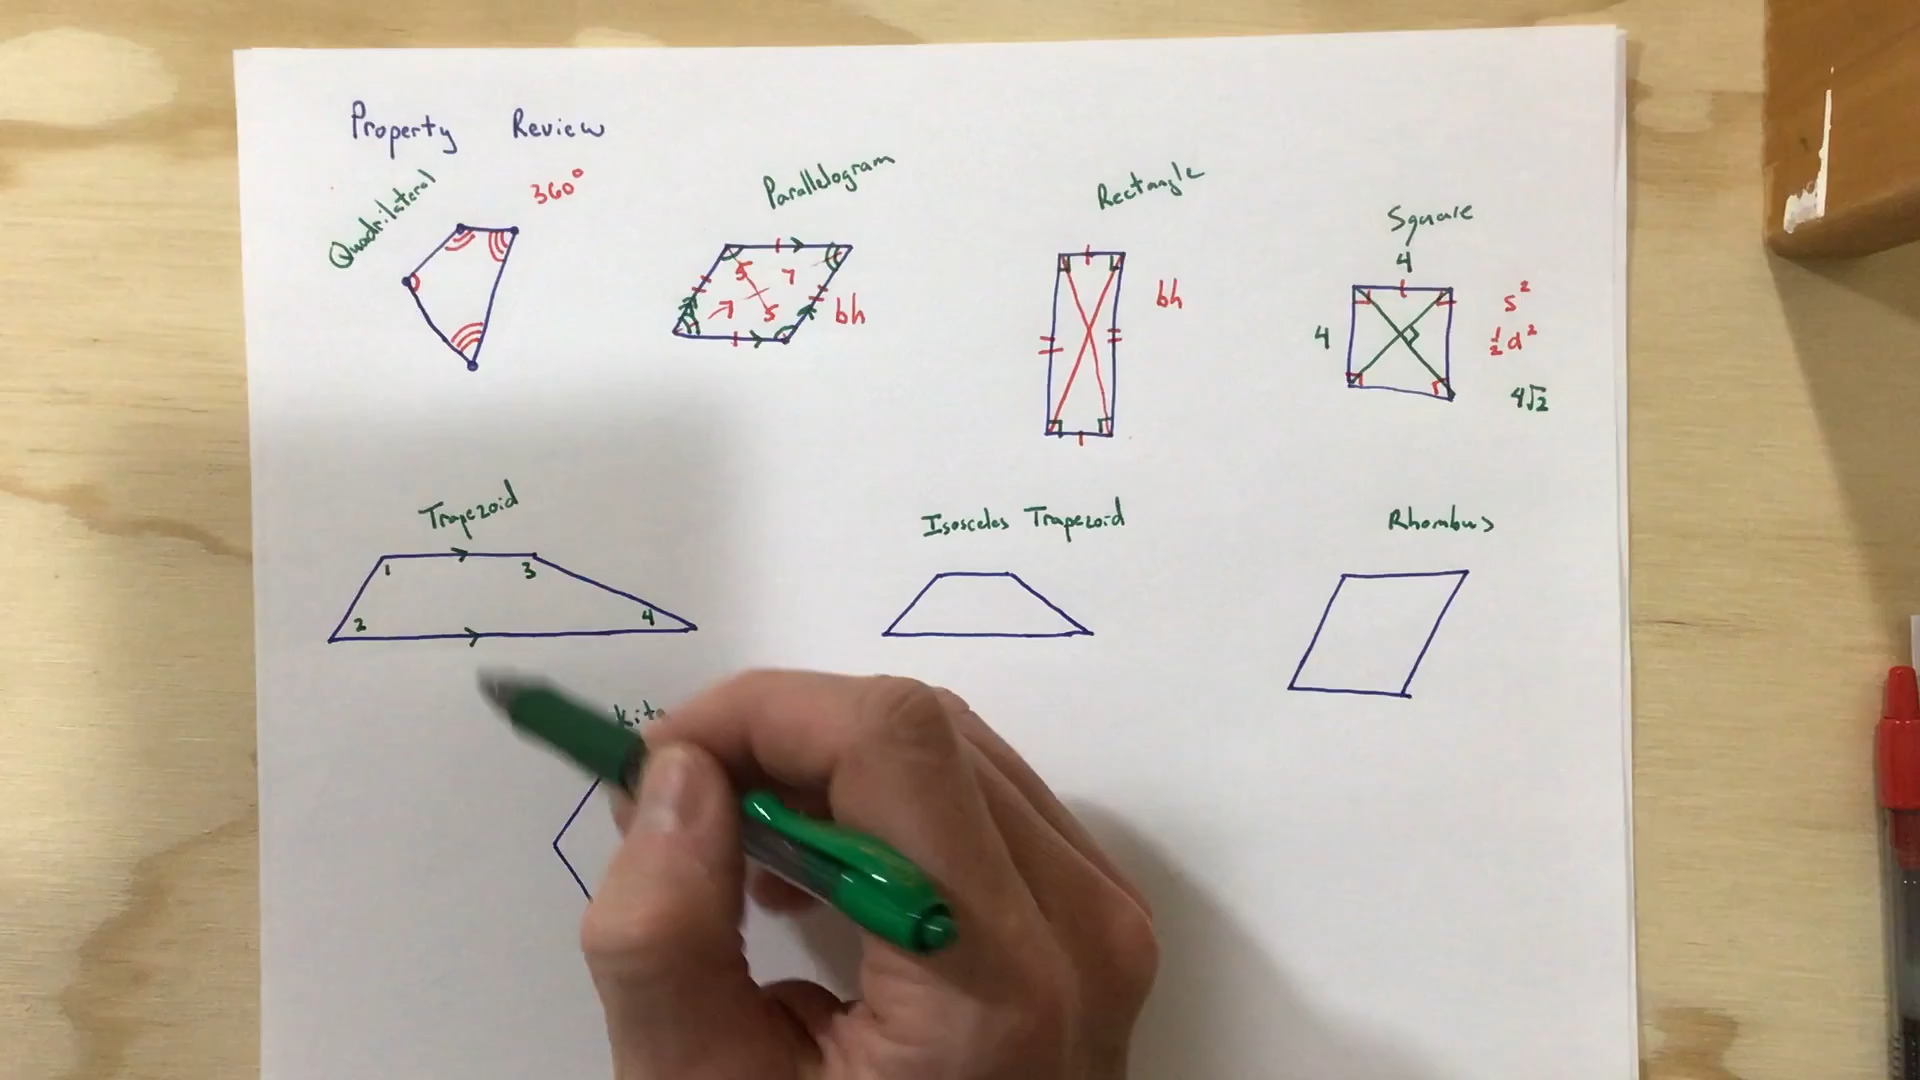 Property Review
Quadrilateral
360°
Parallelogram
5 7
7 5
bh
Rectangle
bh
Square
4
4
s²
½d²
4√2
Trapezoid
1 3
2 4
Isosceles Trapezoid
Rhombus